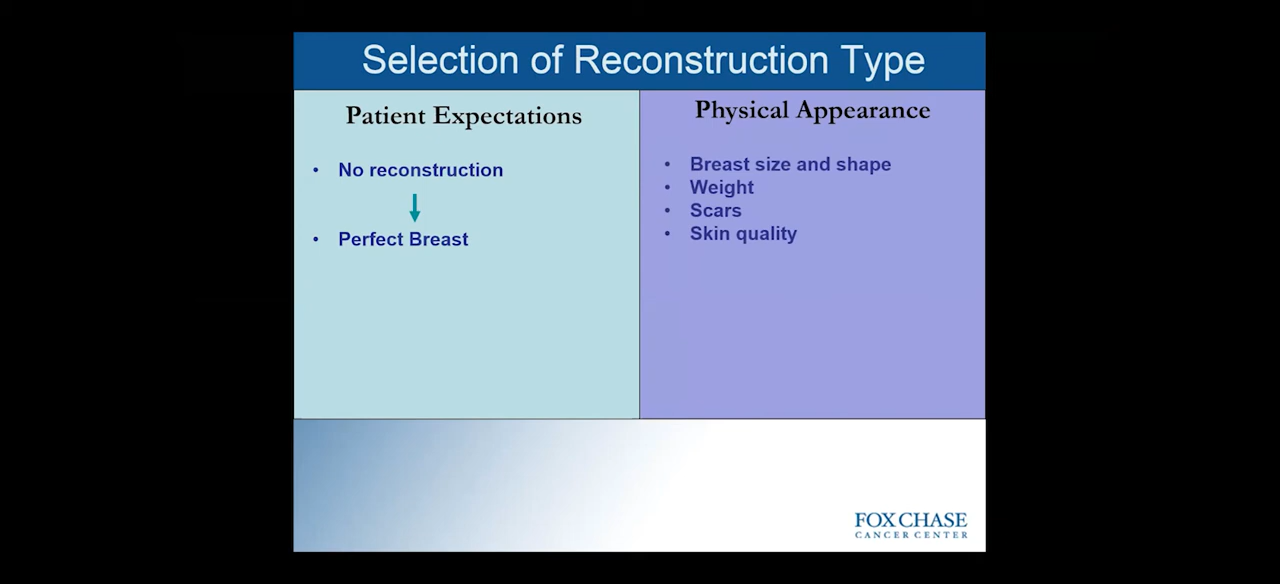 Selection of Reconstruction Type
Patient Expectations
• No reconstruction
• Perfect Breast
Physical Appearance
• Breast size and shape
• Weight
• Scars
• Skin quality
FOX CHASE
CANCER CENTER